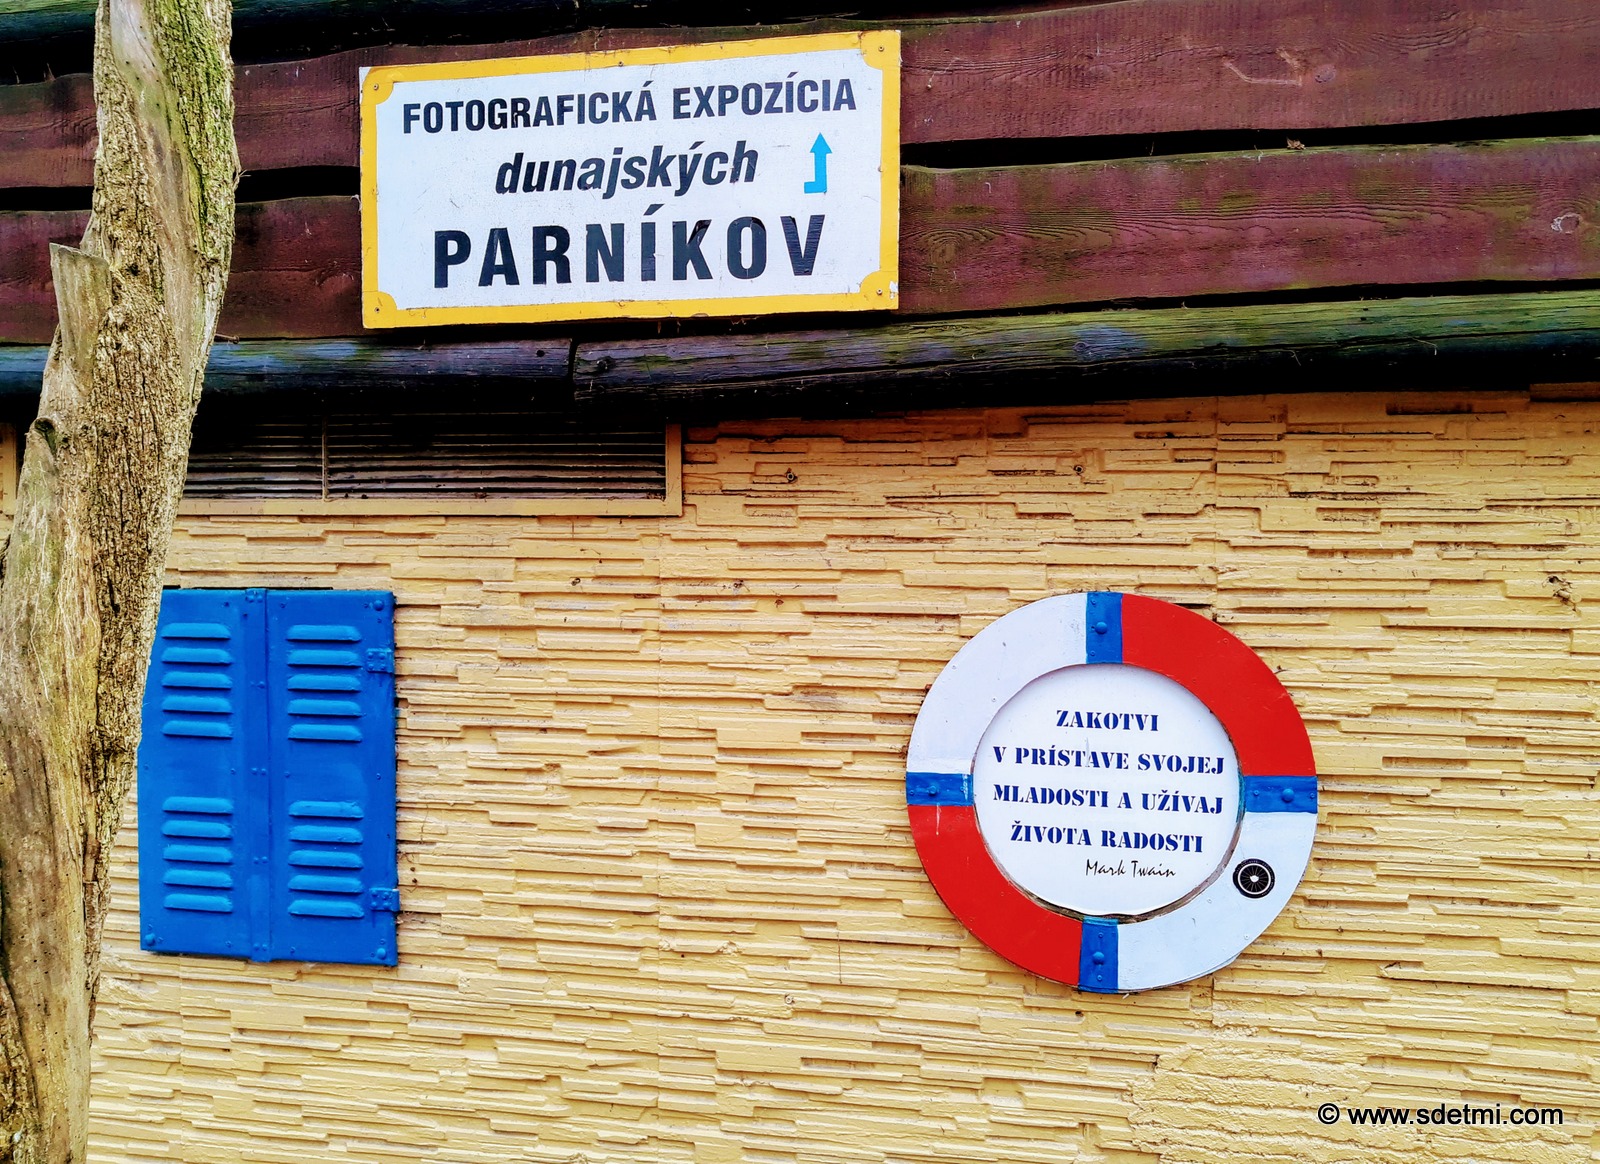 FOTOGRAFICKÁ EXPOZÍCIA
dunajských
PARNÍKOV
ZAKOTVI
V PRÍSTAVE SVOJEJ
MLADOSTI A UŽÍVAJ
ŽIVOTA RADOSTI
Mark Twain
© www.sdetmi.com